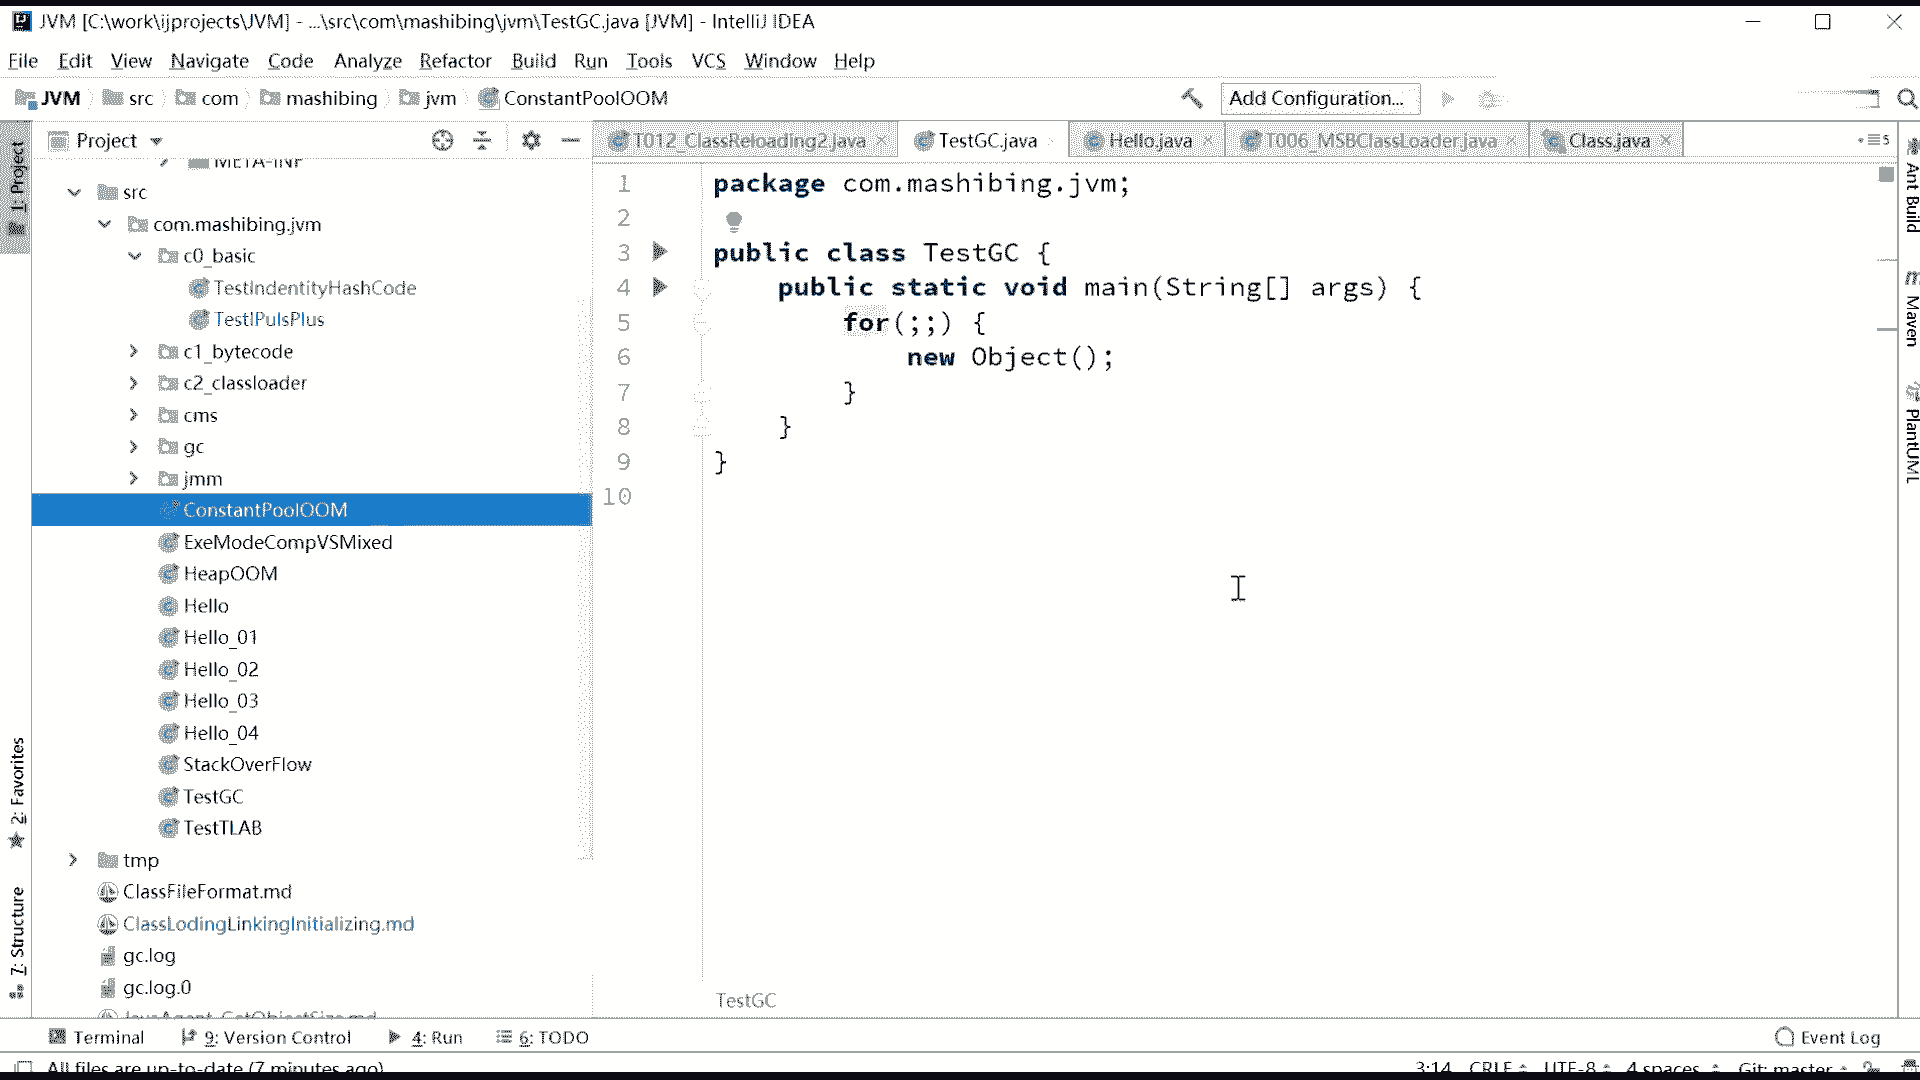 JVM [C:\work\ijprojects\JVM] - ...\src\com\mashibing\jvm\TestGC.java [JVM] - IntelliJ IDEA
File Edit View Navigate Code Analyze Refactor Build Run Tools VCS Window Help
JVM src com mashibing jvm ConstantPoolOOM Add Configuration...
1: Project
Project
T012_ClassReloading2.java TestGC.java Hello.java T006_MSBClassLoader.java Class.java 5
META-INF
src
com.mashibing.jvm
c0_basic
TestIndentityHashCode
TestIPulsPlus
c1_bytecode
c2_classloader
cms
gc
jmm
ConstantPoolOOM
ExeModeCompVSMixed
HeapOOM
Hello
Hello_01
Hello_02
Hello_03
Hello_04
StackOverFlow
TestGC
TestTLAB
tmp
ClassFileFormat.md
ClassLodingLinkingInitializing.md
gc.log
gc.log.0
JavaAgent_GetObjectSize.md
1 package com.mashibing.jvm;
2
3 public class TestGC {
4 public static void main(String[] args) {
5 for(;;) {
6 new Object();
7 }
8 }
9 }
10
TestGC
Ant Build
Maven
PlantUML
2: Favorites
7: Structure
Terminal 9: Version Control 4: Run 6: TODO Event Log
All files are up-to-date (7 minutes ago) 3:14 CRLF UTF-8 4 spaces Git: master